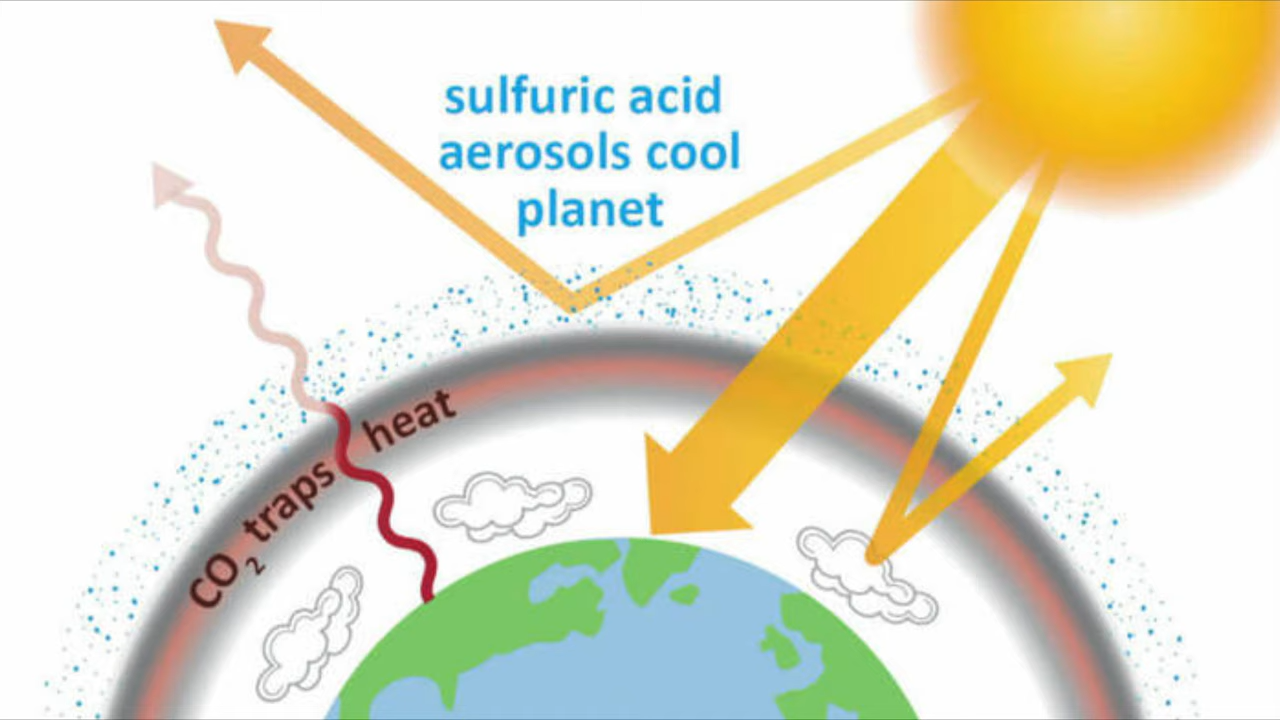 sulfuric acid
aerosols cool
planet
CO₂ traps heat